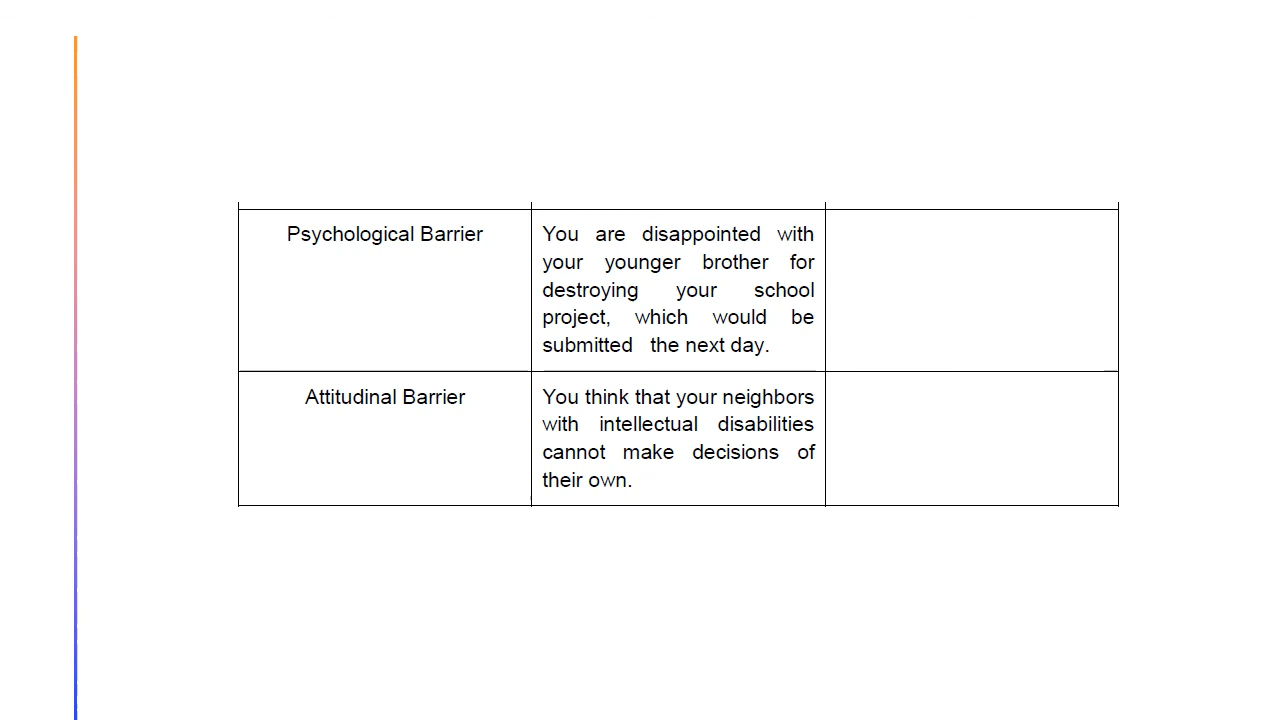 Psychological Barrier
You are disappointed with
your younger brother for
destroying your school
project, which would be
submitted the next day.
Attitudinal Barrier
You think that your neighbors
with intellectual disabilities
cannot make decisions of
their own.